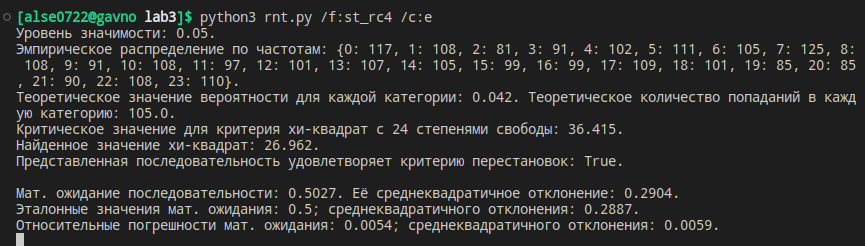 [alse0722@gavno lab3]$ python3 rnt.py /f:st_rc4 /c:e
Уровень значимости: 0.05.
Эмпирическое распределение по частотам: {0: 117, 1: 108, 2: 81, 3: 91, 4: 102, 5: 111, 6: 105, 7: 125, 8:
 108, 9: 91, 10: 108, 11: 97, 12: 101, 13: 107, 14: 105, 15: 99, 16: 99, 17: 109, 18: 101, 19: 85, 20: 85
, 21: 90, 22: 108, 23: 110}.
Теоретическое значение вероятности для каждой категории: 0.042. Теоретическое количество попаданий в кажд
ую категорию: 105.0.
Критическое значение для критерия хи-квадрат с 24 степенями свободы: 36.415.
Найденное значение хи-квадрат: 26.962.
Представленная последовательность удовлетворяет критерию перестановок: True.
Мат. ожидание последовательности: 0.5027. Её среднеквадратичное отклонение: 0.2904.
Эталонные значения мат. ожидания: 0.5; среднеквадратичного отклонения: 0.2887.
Относительные погрешности мат. ожидания: 0.0054; среднеквадратичного отклонения: 0.0059.